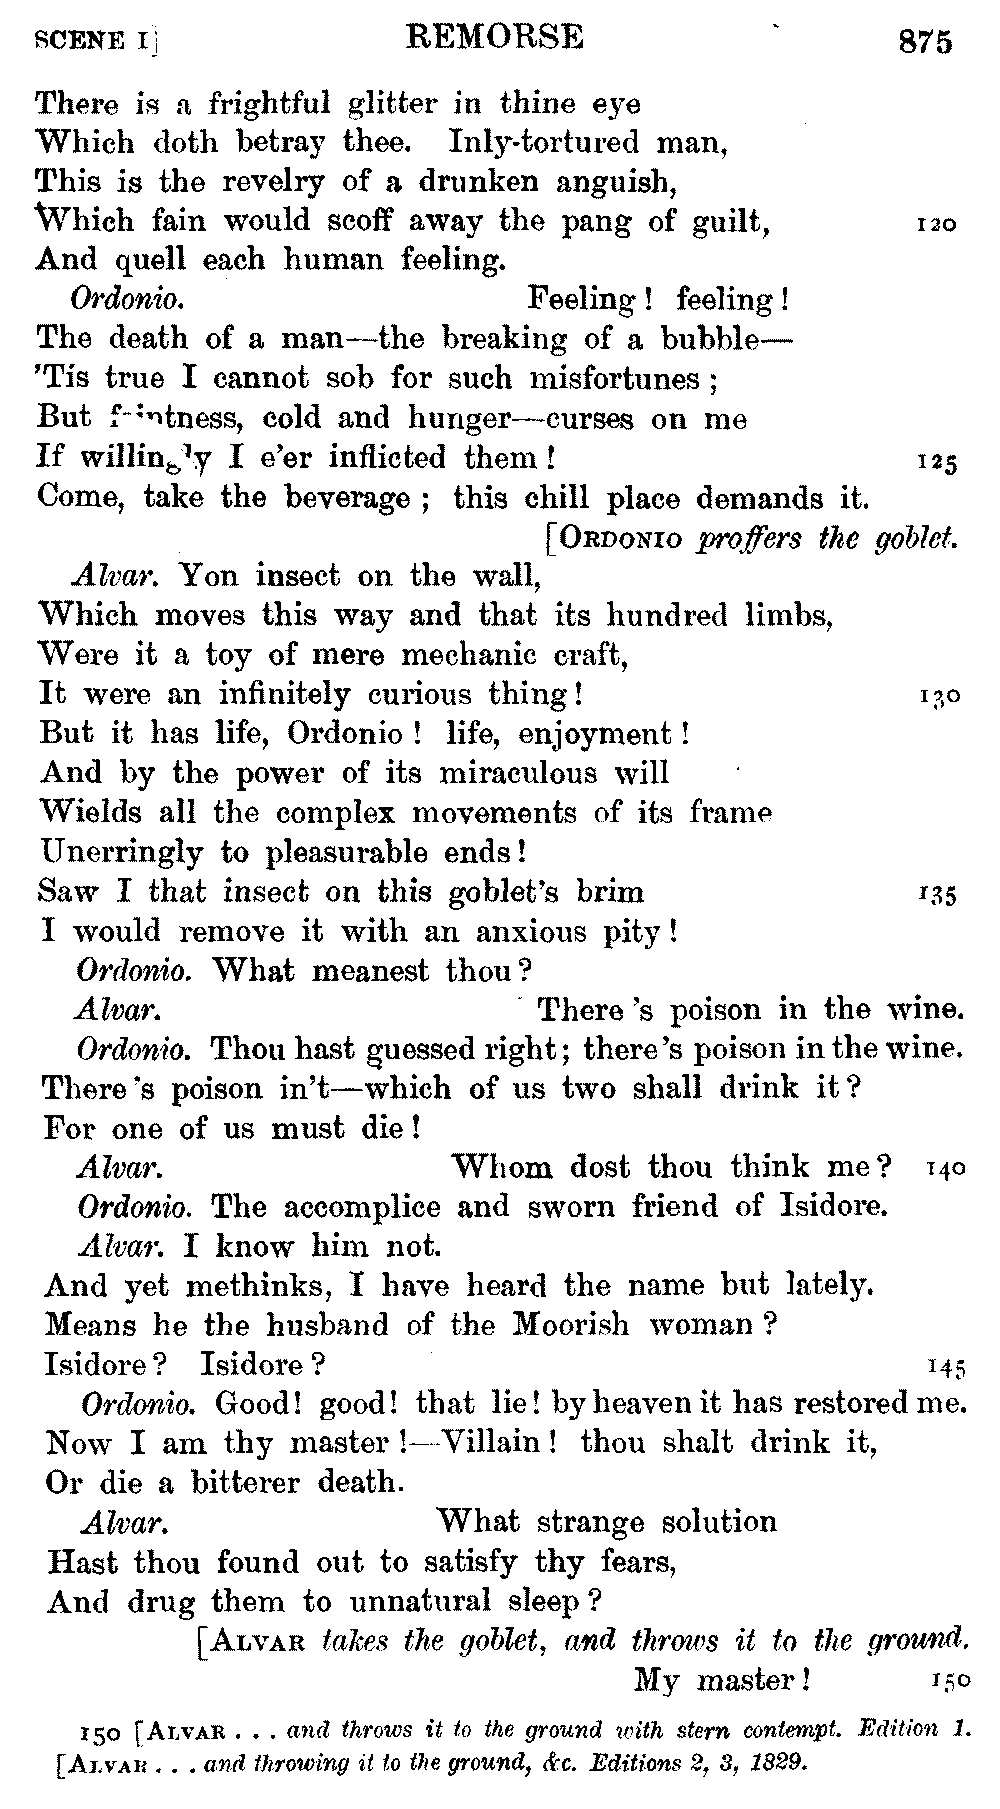 SCENE I] REMORSE 875
There is a frightful glitter in thine eye
Which doth betray thee. Inly-tortured man,
This is the revelry of a drunken anguish,
Which fain would scoff away the pang of guilt, 120
And quell each human feeling.
Ordonio. Feeling! feeling!
The death of a man—the breaking of a bubble—
'Tis true I cannot sob for such misfortunes;
But faintness, cold and hunger—curses on me
If willingly I e'er inflicted them! 125
Come, take the beverage; this chill place demands it.
[ORDONIO proffers the goblet.
Alvar. Yon insect on the wall,
Which moves this way and that its hundred limbs,
Were it a toy of mere mechanic craft,
It were an infinitely curious thing! 130
But it has life, Ordonio! life, enjoyment!
And by the power of its miraculous will
Wields all the complex movements of its frame
Unerringly to pleasurable ends!
Saw I that insect on this goblet's brim 135
I would remove it with an anxious pity!
Ordonio. What meanest thou?
Alvar. There's poison in the wine.
Ordonio. Thou hast guessed right; there's poison in the wine.
There's poison in't—which of us two shall drink it?
For one of us must die!
Alvar. Whom dost thou think me? 140
Ordonio. The accomplice and sworn friend of Isidore.
Alvar. I know him not.
And yet methinks, I have heard the name but lately.
Means he the husband of the Moorish woman?
Isidore? Isidore? 145
Ordonio. Good! good! that lie! by heaven it has restored me.
Now I am thy master!—Villain! thou shalt drink it,
Or die a bitterer death.
Alvar. What strange solution
Hast thou found out to satisfy thy fears,
And drug them to unnatural sleep?
[ALVAR takes the goblet, and throws it to the ground.
My master! 150
150 [ALVAR . . . and throws it to the ground with stern contempt. Edition 1.
[ALVAR . . . and throwing it to the ground, &c. Editions 2, 3, 1829.